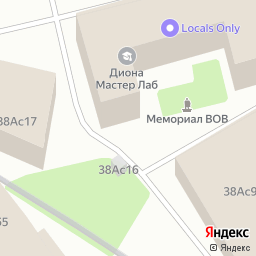 Locals Only
Диона
Мастер Лаб
38Ас17
Мемориал ВОВ
38Ас16
38Ас9
Яндекс
© Яндекс